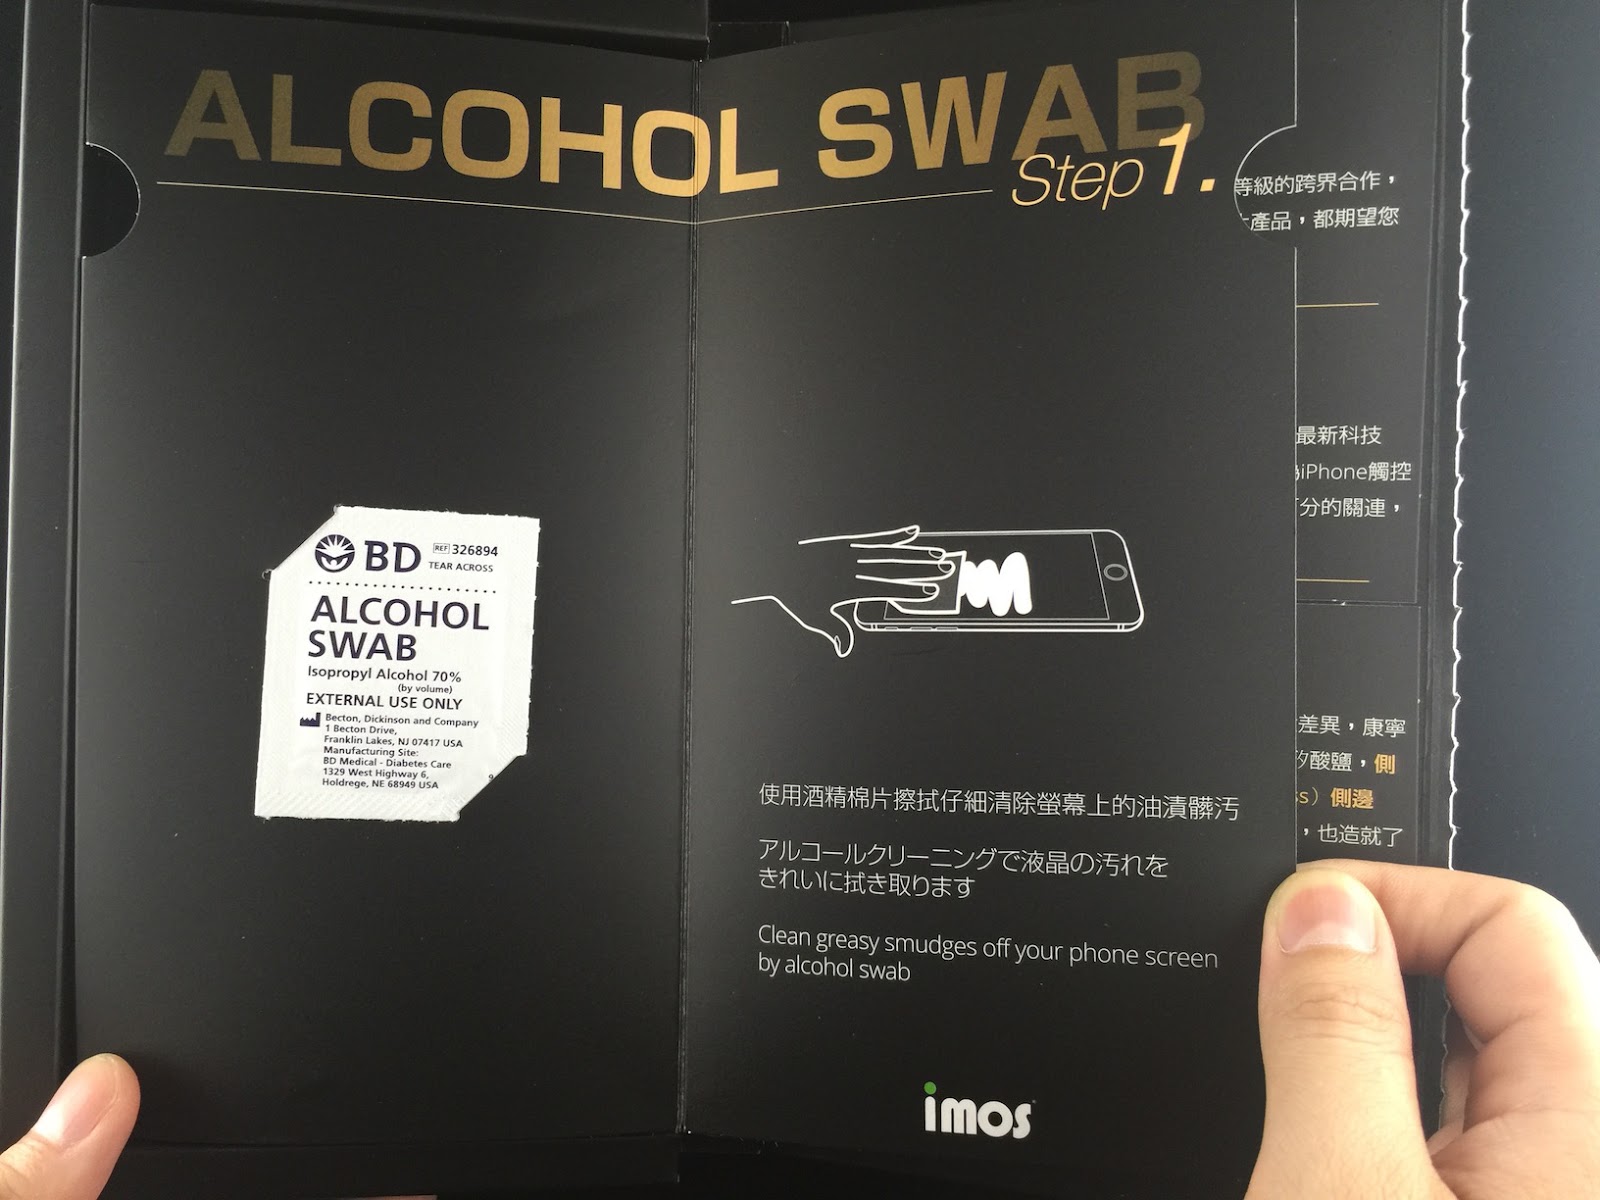 ALCOHOL SWAB
Step 1.
BD REF 326894
TEAR ACROSS
ALCOHOL
SWAB
Isopropyl Alcohol 70%
(by volume)
EXTERNAL USE ONLY
Becton, Dickinson and Company
1 Becton Drive,
Franklin Lakes, NJ 07417 USA
Manufacturing Site:
BD Medical - Diabetes Care
1329 West Highway 6,
Holdrege, NE 68949 USA
9
使用酒精棉片擦拭仔細清除螢幕上的油漬髒污
アルコールクリーニングで液晶の汚れを
きれいに拭き取ります
Clean greasy smudges off your phone screen
by alcohol swab
imos
等級的跨界合作，
產品，都期望您
最新科技
iPhone觸控
分的關連，
差異，康寧
矽酸鹽，側
ss）側邊
，也造就了